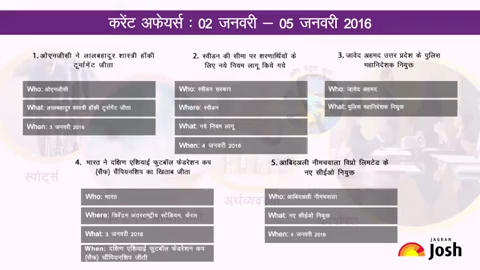 करेंट अफेयर्स : 02 जनवरी – 05 जनवरी 2016
1. ओएनजीसी ने लालबहादुर शास्त्री हॉकी
टूर्नामेंट जीता
Who: ओएनजीसी
What: लालबहादुर शास्त्री हॉकी टूर्नामेंट जीता
When: 3 जनवरी 2016
2. स्वीडन की सीमा पर शरणार्थियों के
लिए नये नियम लागू किये गये
Who: स्वीडन सरकार
Where: स्वीडन
What: नए नियम लागू
When: 4 जनवरी 2016
3. जावेद अहमद उत्तर प्रदेश के पुलिस
महानिदेशक नियुक्त
Who: जावेद अहमद
What: पुलिस महानिदेशक नियुक्त
4. भारत ने दक्षिण एशियाई फुटबॉल फेडरेशन कप
(सैफ) चैंपियनशिप का खिताब जीता
Who: भारत
Where: त्रिवेंद्रम अंतरराष्ट्रीय स्टेडियम, केरल
What: 3 जनवरी 2016
When: दक्षिण एशियाई फुटबॉल फेडरेशन कप
(सैफ) चैंपियनशिप जीती
5. आबिदअली नीमचवाला विप्रो लिमटेड के
नए सीईओ नियुक्त
Who: आबिदअली नीमचवाला
What: नए सीईओ नियुक्त
When: 4 जनवरी 2016
स्पोर्ट्स
JAGRAN
Josh